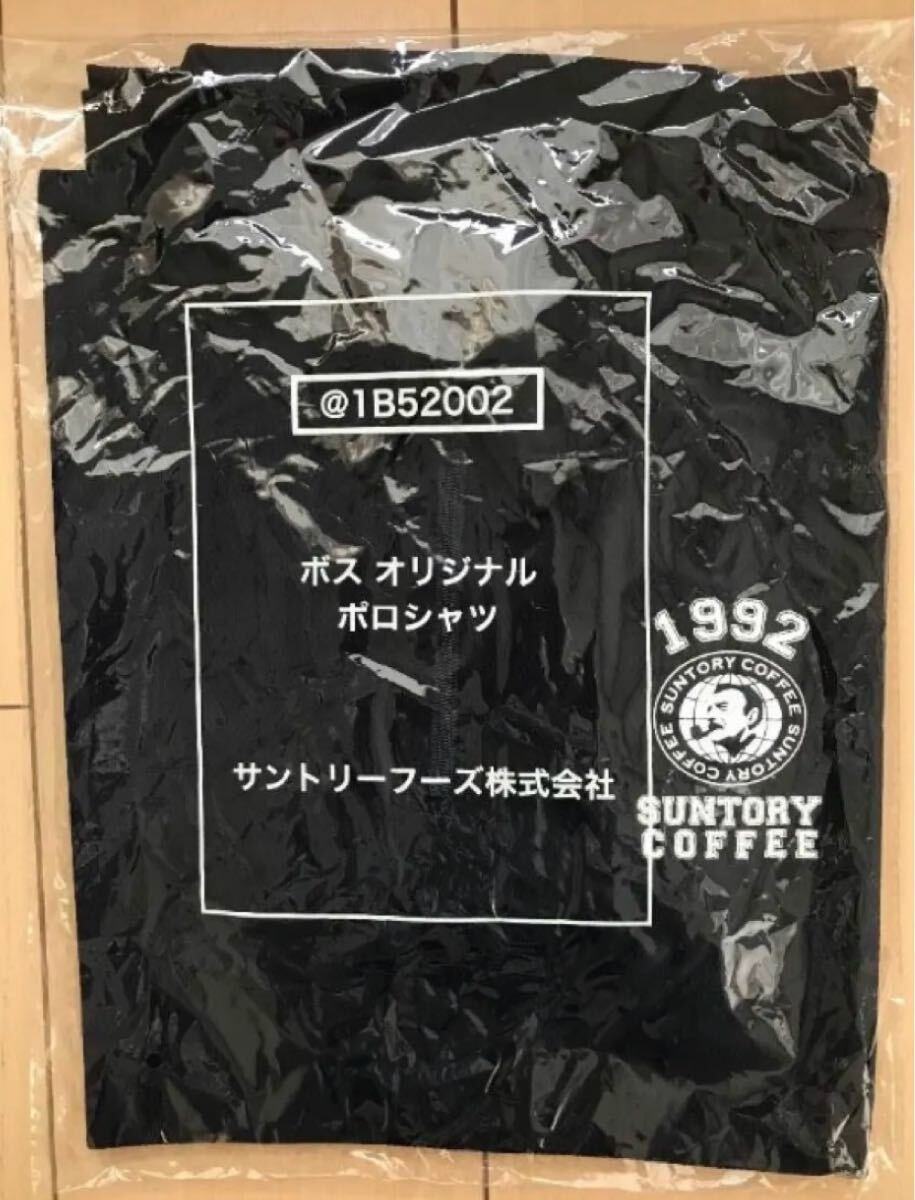 @1B52002
ボス オリジナル
ポロシャツ
サントリーフーズ株式会社
1992
SUNTORY COFFEE SUNTORY COFFEE
SUNTORY
COFFEE